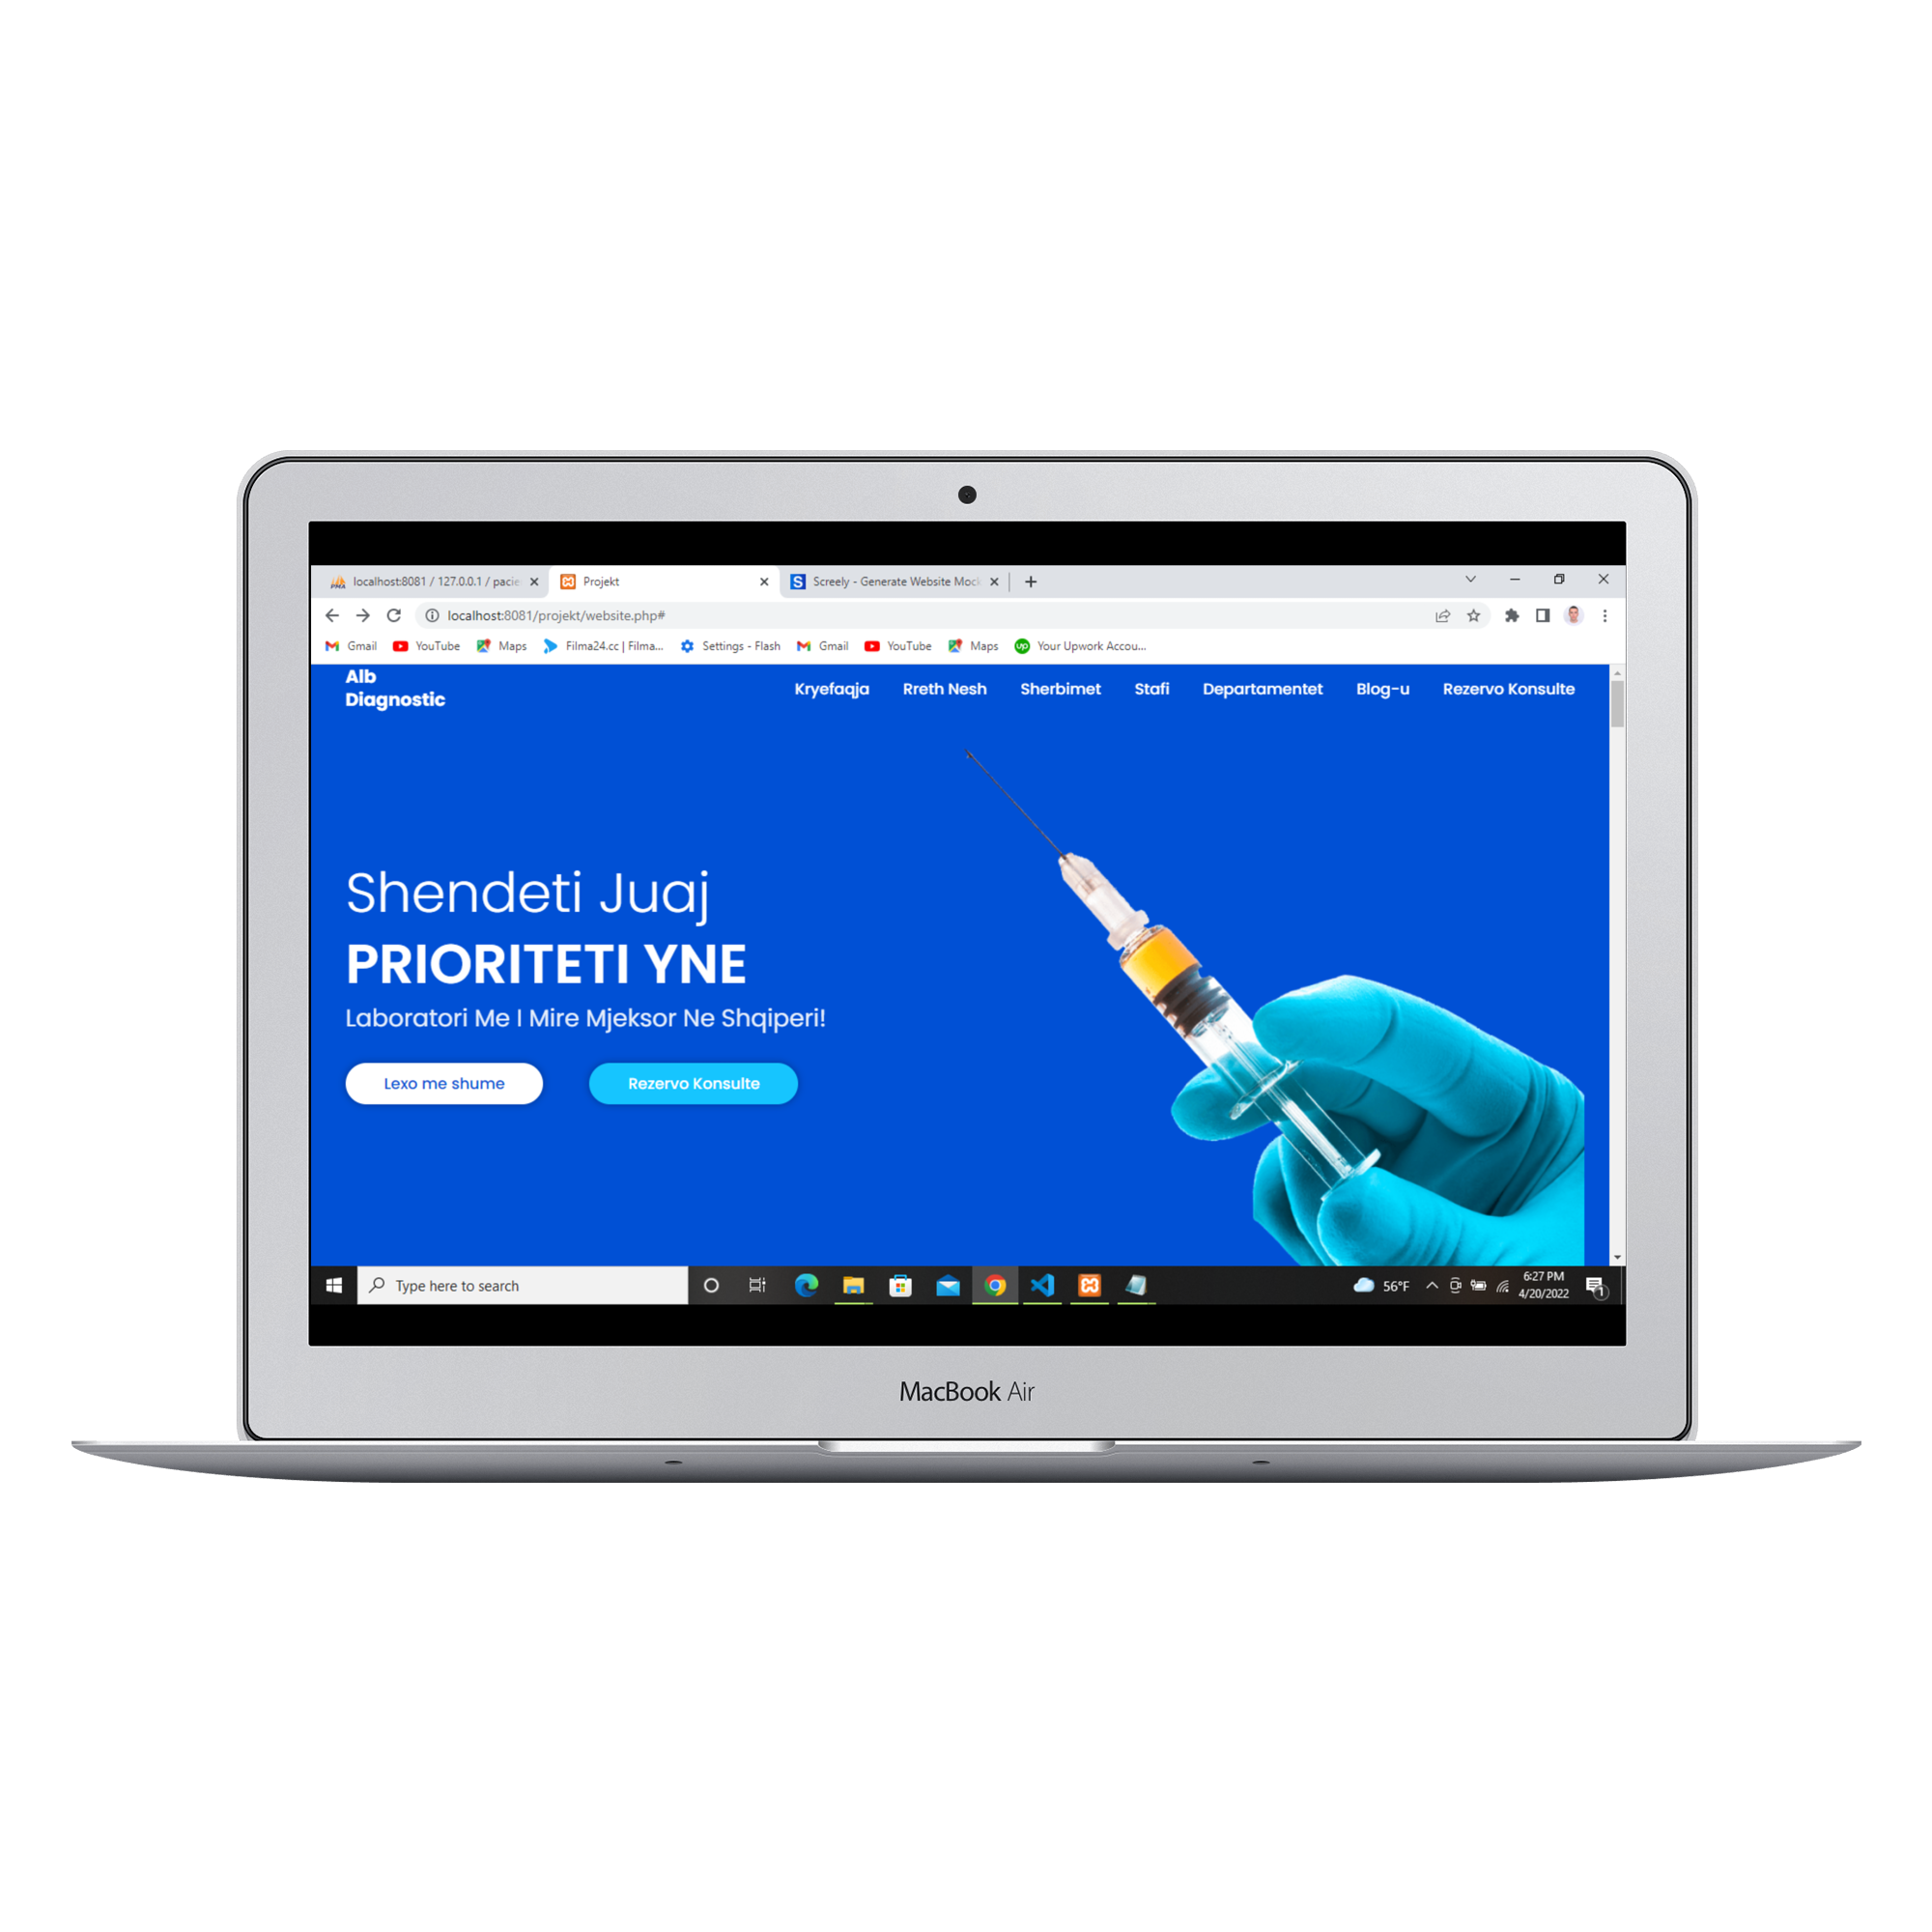 localhost:8081 / 127.0.0.1 / pacie
Projekt
Screely - Generate Website Mock
localhost:8081/projekt/website.php#
Gmail YouTube Maps Filma24.cc | Filma... Settings - Flash Gmail YouTube Maps Your Upwork Accou...
Alb
Diagnostic
Kryefaqja Rreth Nesh Sherbimet Stafi Departamentet Blog-u Rezervo Konsulte
Shendeti Juaj
PRIORITETI YNE
Laboratori Me I Mire Mjeksor Ne Shqiperi!
Lexo me shume Rezervo Konsulte
Type here to search
56°F
6:27 PM
4/20/2022
1
MacBook Air